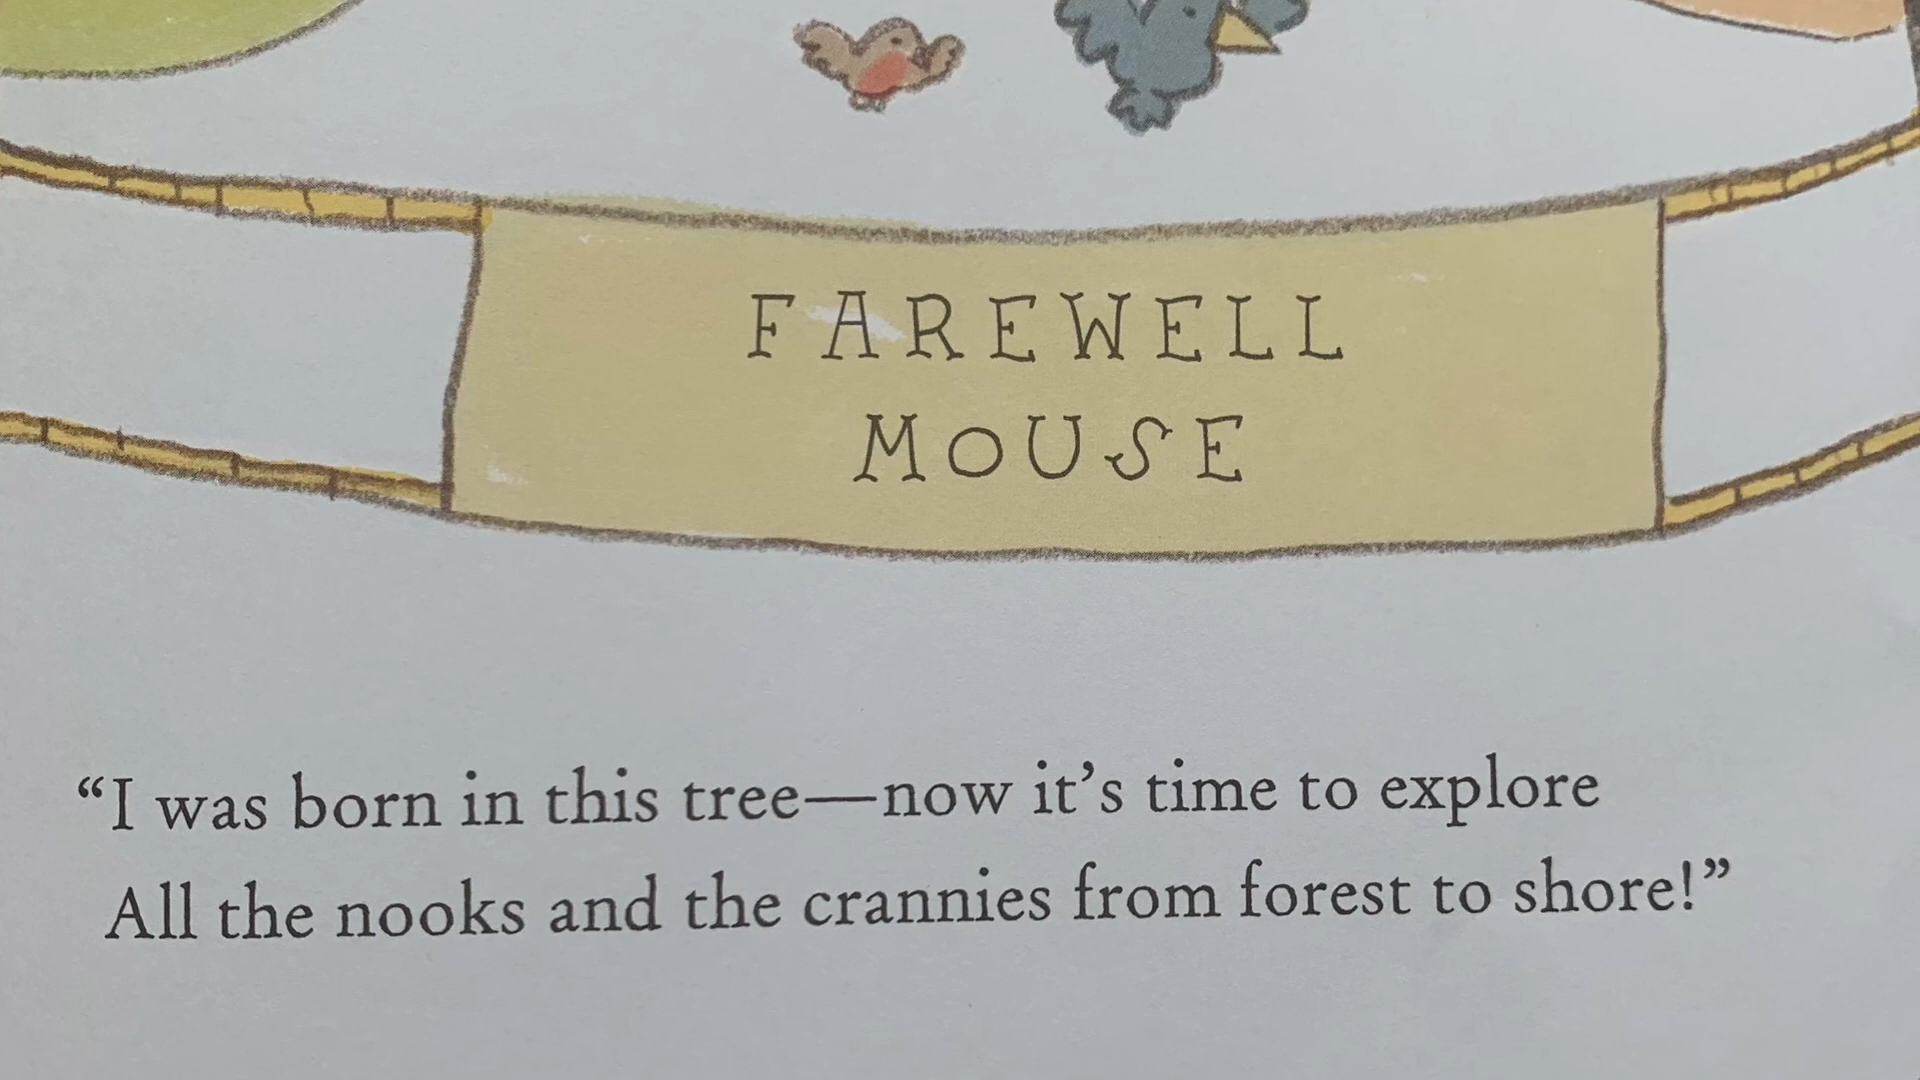 FAREWELL
MOUSE
“I was born in this tree—now it’s time to explore
All the nooks and the crannies from forest to shore!”